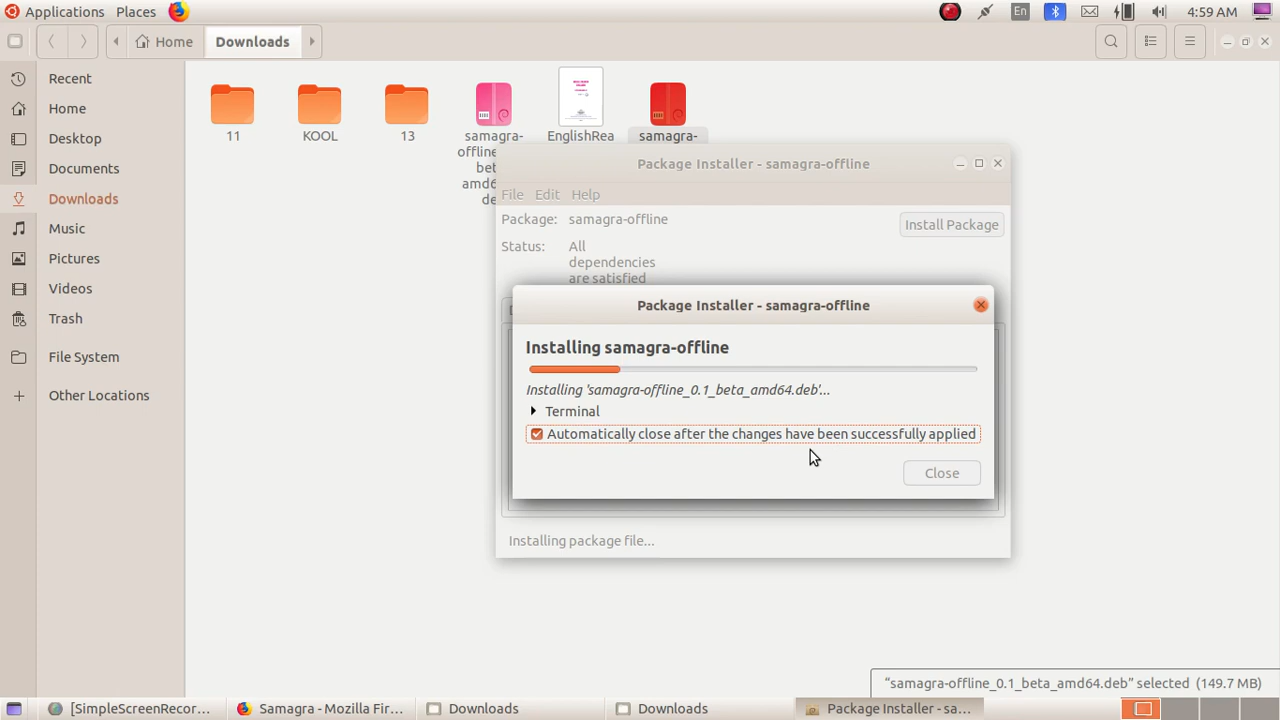 Applications Places En 4:59 AM
Home Downloads
Recent
Home
Desktop
Documents
Downloads
Music
Pictures
Videos
Trash
File System
Other Locations
11 KOOL 13 samagra- EnglishRea samagra-
offline
be
amd6
de
Package Installer - samagra-offline
File Edit Help
Package: samagra-offline Install Package
Status: All
dependencies
are satisfied
Package Installer - samagra-offline
Installing samagra-offline
Installing 'samagra-offline_0.1_beta_amd64.deb'...
Terminal
Automatically close after the changes have been successfully applied
Close
Installing package file...
“samagra-offline_0.1_beta_amd64.deb” selected (149.7 MB)
[SimpleScreenRecor... Samagra - Mozilla Fir... Downloads Downloads Package Installer - sa...